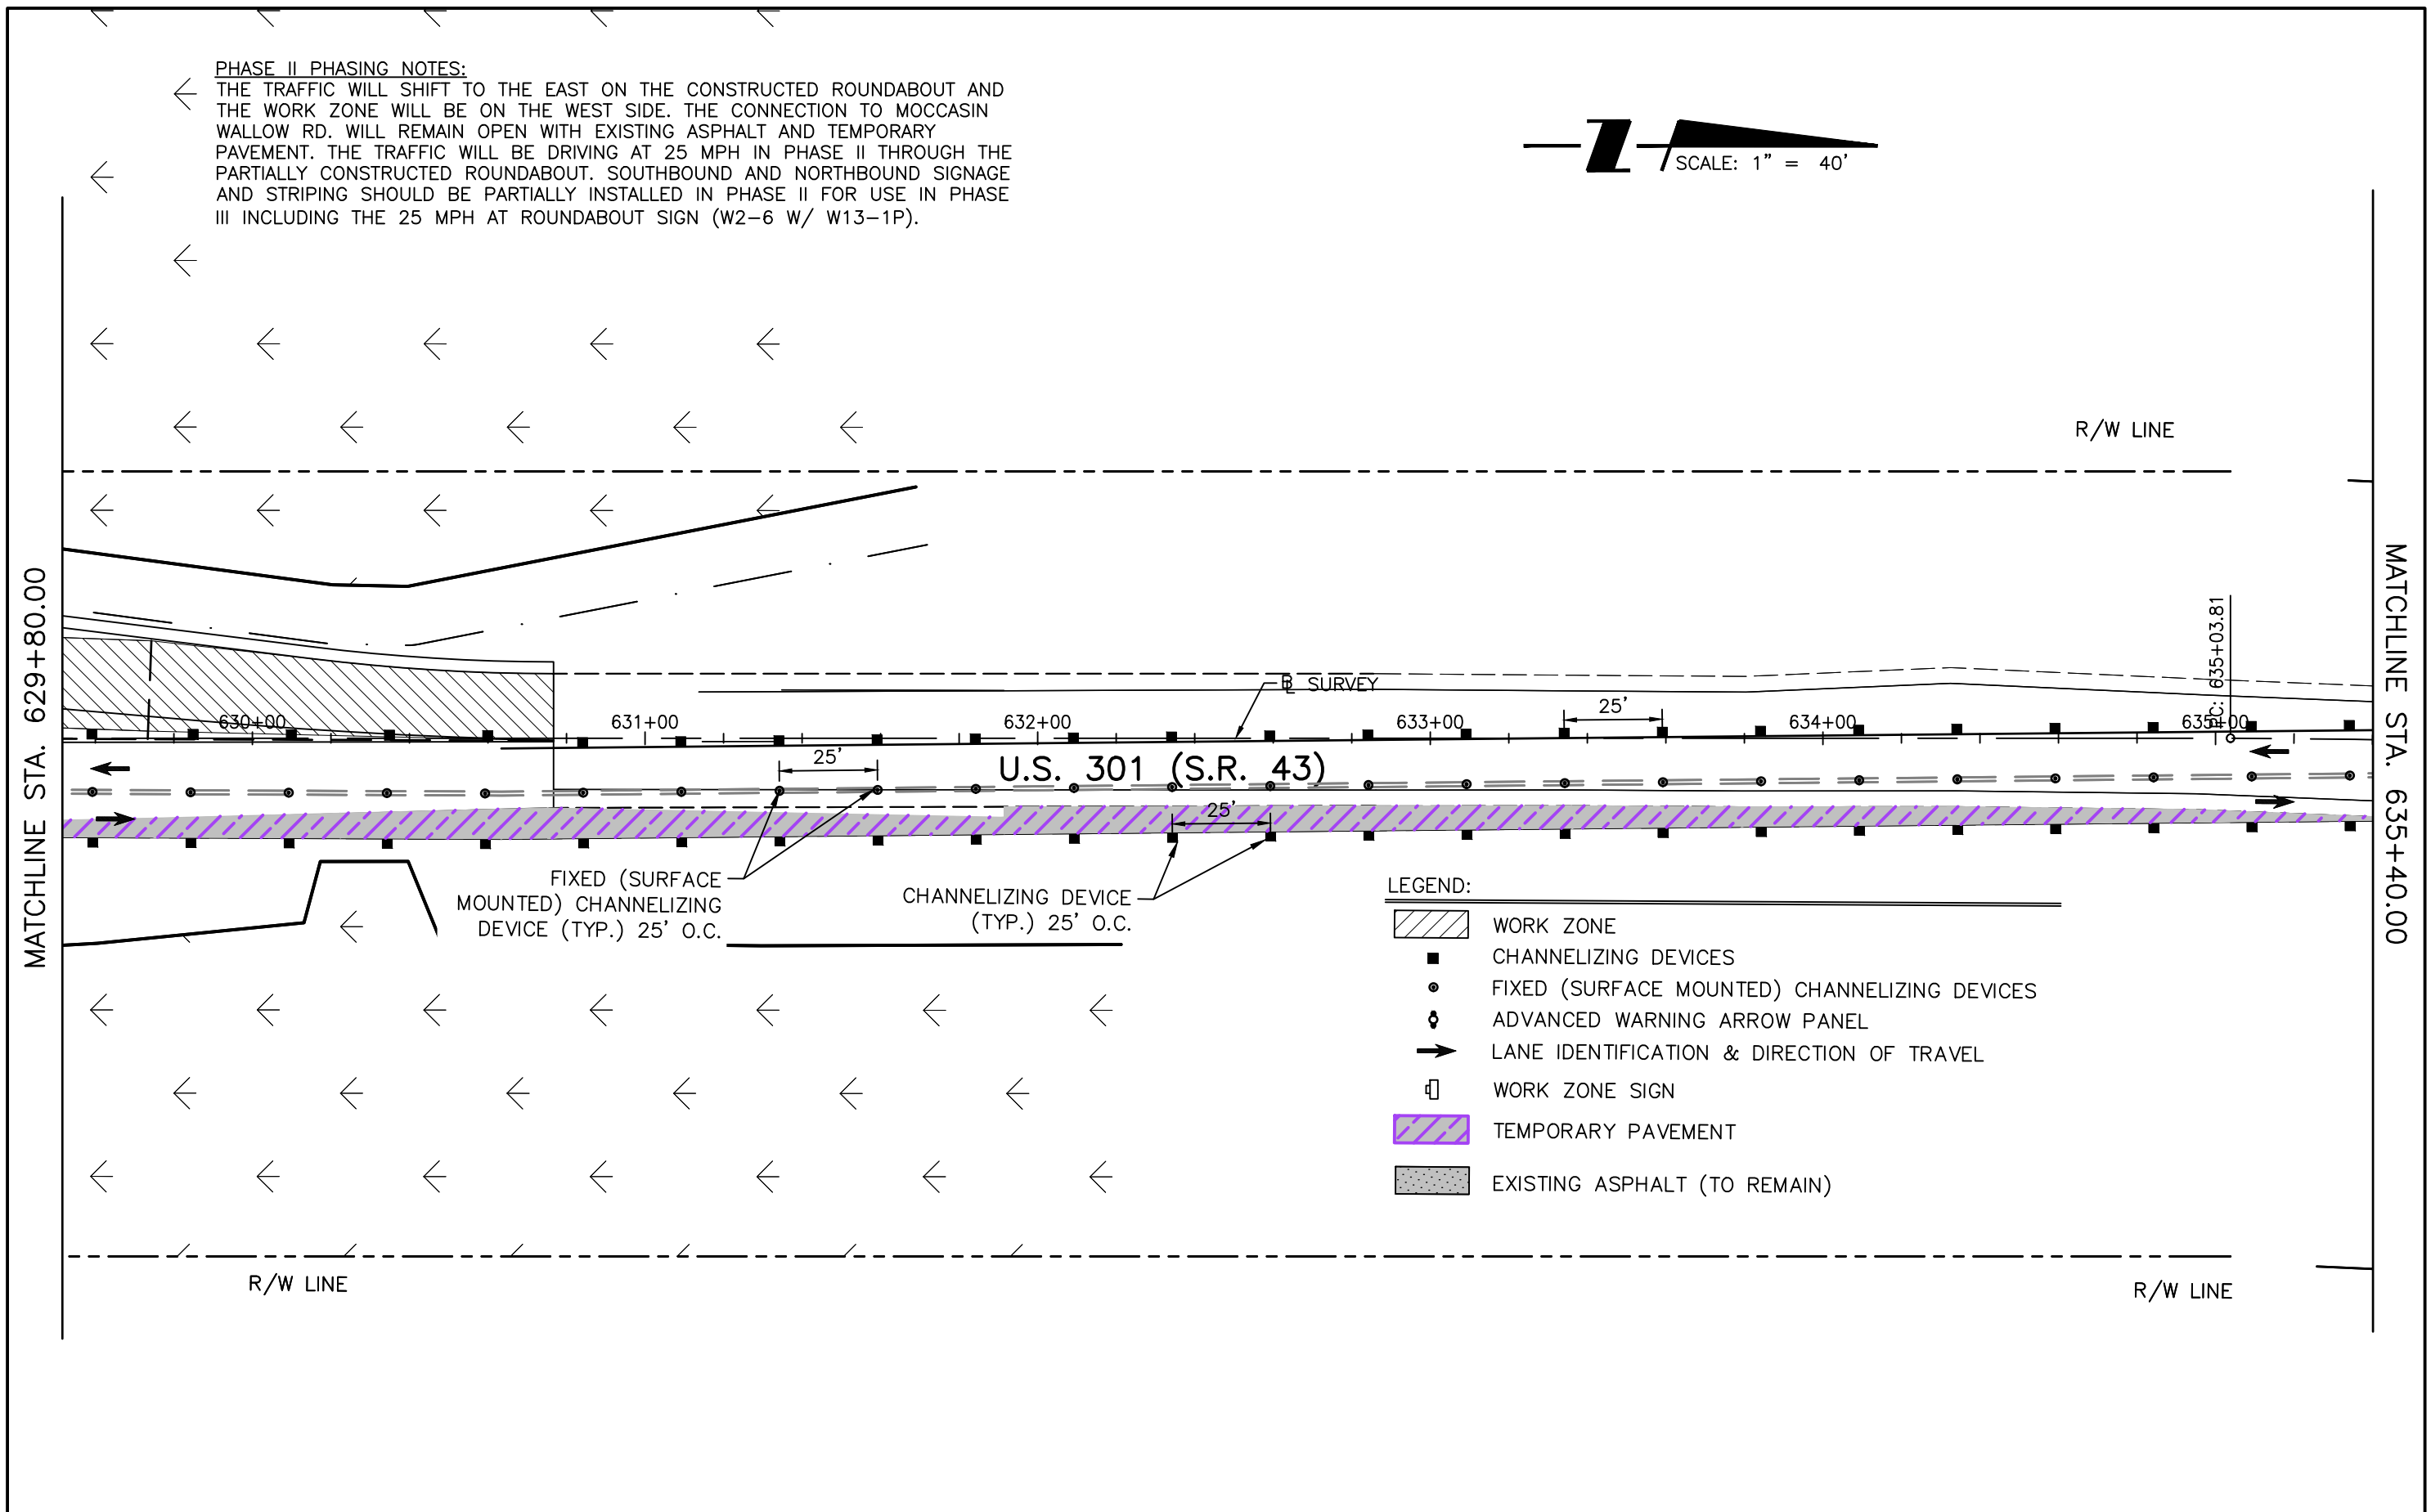 PHASE II PHASING NOTES:
THE TRAFFIC WILL SHIFT TO THE EAST ON THE CONSTRUCTED ROUNDABOUT AND
THE WORK ZONE WILL BE ON THE WEST SIDE. THE CONNECTION TO MOCCASIN
WALLOW RD. WILL REMAIN OPEN WITH EXISTING ASPHALT AND TEMPORARY
PAVEMENT. THE TRAFFIC WILL BE DRIVING AT 25 MPH IN PHASE II THROUGH THE
PARTIALLY CONSTRUCTED ROUNDABOUT. SOUTHBOUND AND NORTHBOUND SIGNAGE
AND STRIPING SHOULD BE PARTIALLY INSTALLED IN PHASE II FOR USE IN PHASE
III INCLUDING THE 25 MPH AT ROUNDABOUT SIGN (W2-6 W/ W13-1P).
SCALE: 1" = 40'
R/W LINE
MATCHLINE STA. 629+80.00
MATCHLINE STA. 635+40.00
PC: 635+03.81
℄ SURVEY
630+00
631+00
632+00
633+00
634+00
635+00
25'
25'
U.S. 301 (S.R. 43)
25'
FIXED (SURFACE
MOUNTED) CHANNELIZING
DEVICE (TYP.) 25' O.C.
CHANNELIZING DEVICE
(TYP.) 25' O.C.
LEGEND:
WORK ZONE
CHANNELIZING DEVICES
FIXED (SURFACE MOUNTED) CHANNELIZING DEVICES
ADVANCED WARNING ARROW PANEL
LANE IDENTIFICATION & DIRECTION OF TRAVEL
WORK ZONE SIGN
TEMPORARY PAVEMENT
EXISTING ASPHALT (TO REMAIN)
R/W LINE
R/W LINE